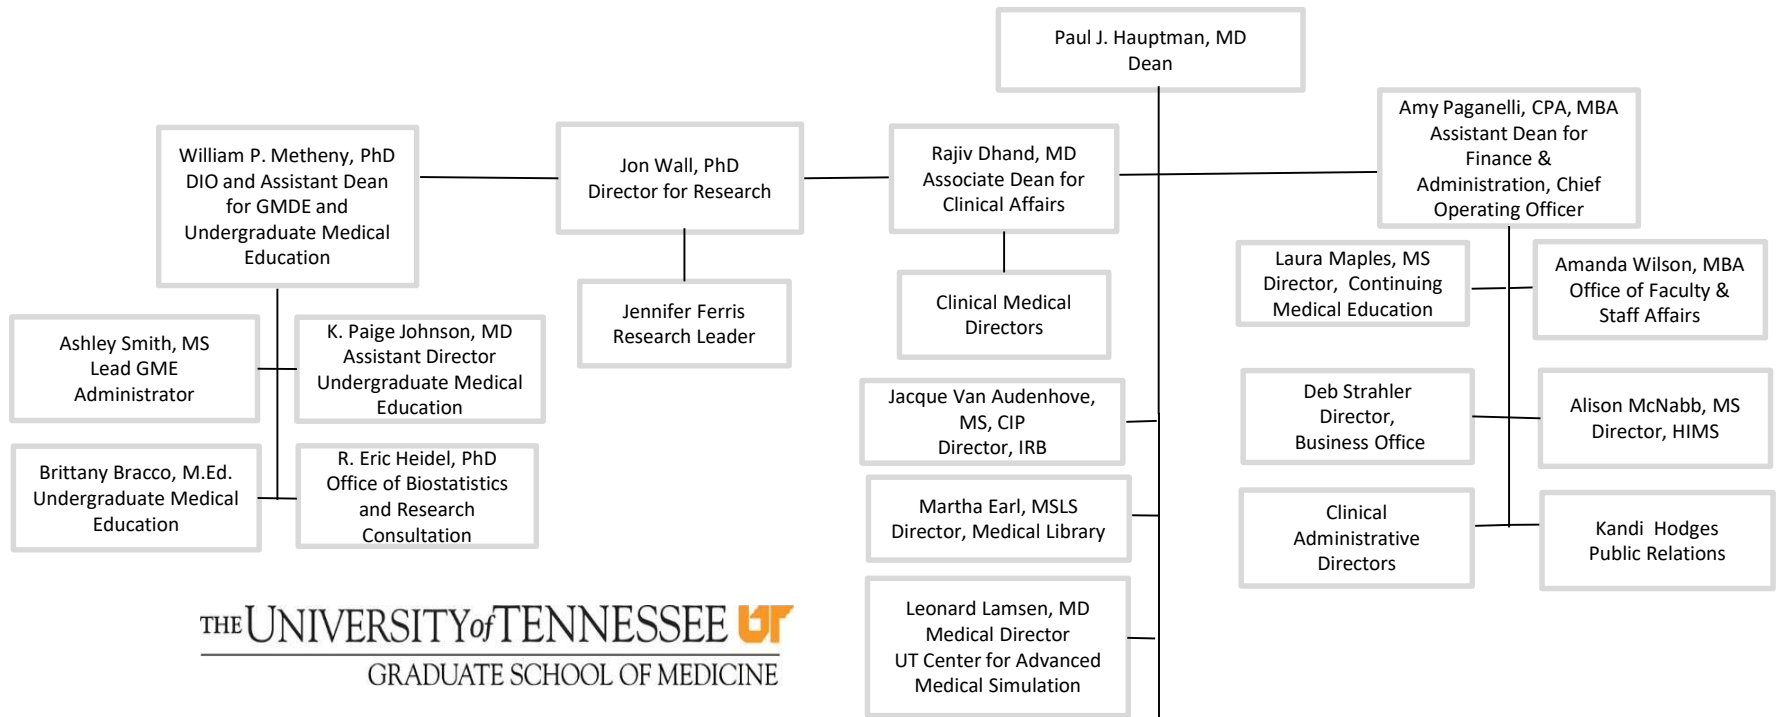 Paul J. Hauptman, MD
Dean
William P. Metheny, PhD
DIO and Assistant Dean
for GMDE and
Undergraduate Medical
Education
Jon Wall, PhD
Director for Research
Rajiv Dhand, MD
Associate Dean for
Clinical Affairs
Amy Paganelli, CPA, MBA
Assistant Dean for
Finance &
Administration, Chief
Operating Officer
Ashley Smith, MS
Lead GME
Administrator
K. Paige Johnson, MD
Assistant Director
Undergraduate Medical
Education
Brittany Bracco, M.Ed.
Undergraduate Medical
Education
R. Eric Heidel, PhD
Office of Biostatistics
and Research
Consultation
Jennifer Ferris
Research Leader
Clinical Medical
Directors
Jacque Van Audenhove,
MS, CIP
Director, IRB
Martha Earl, MSLS
Director, Medical Library
Leonard Lamsen, MD
Medical Director
UT Center for Advanced
Medical Simulation
Laura Maples, MS
Director, Continuing
Medical Education
Amanda Wilson, MBA
Office of Faculty &
Staff Affairs
Deb Strahler
Director,
Business Office
Alison McNabb, MS
Director, HIMS
Clinical
Administrative
Directors
Kandi Hodges
Public Relations
THE UNIVERSITY of TENNESSEE UT
GRADUATE SCHOOL OF MEDICINE